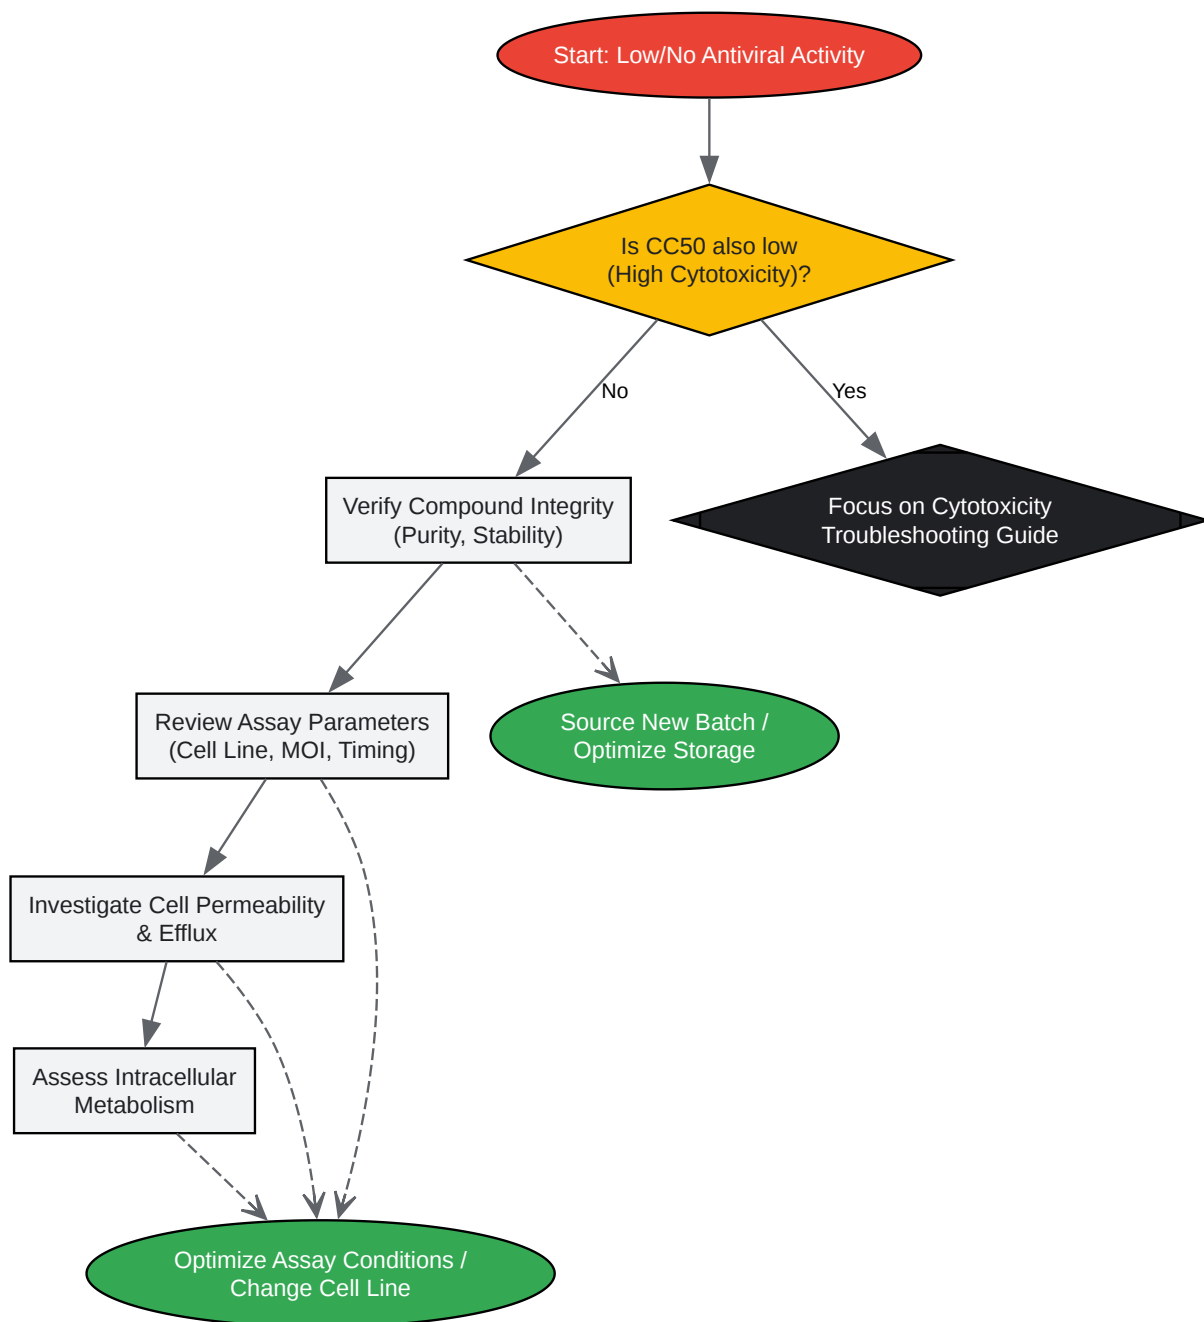 Start: Low/No Antiviral Activity
Is CC50 also low
(High Cytotoxicity)?
No
Yes
Verify Compound Integrity
(Purity, Stability)
Focus on Cytotoxicity
Troubleshooting Guide
Review Assay Parameters
(Cell Line, MOI, Timing)
Source New Batch /
Optimize Storage
Investigate Cell Permeability
& Efflux
Assess Intracellular
Metabolism
Optimize Assay Conditions /
Change Cell Line